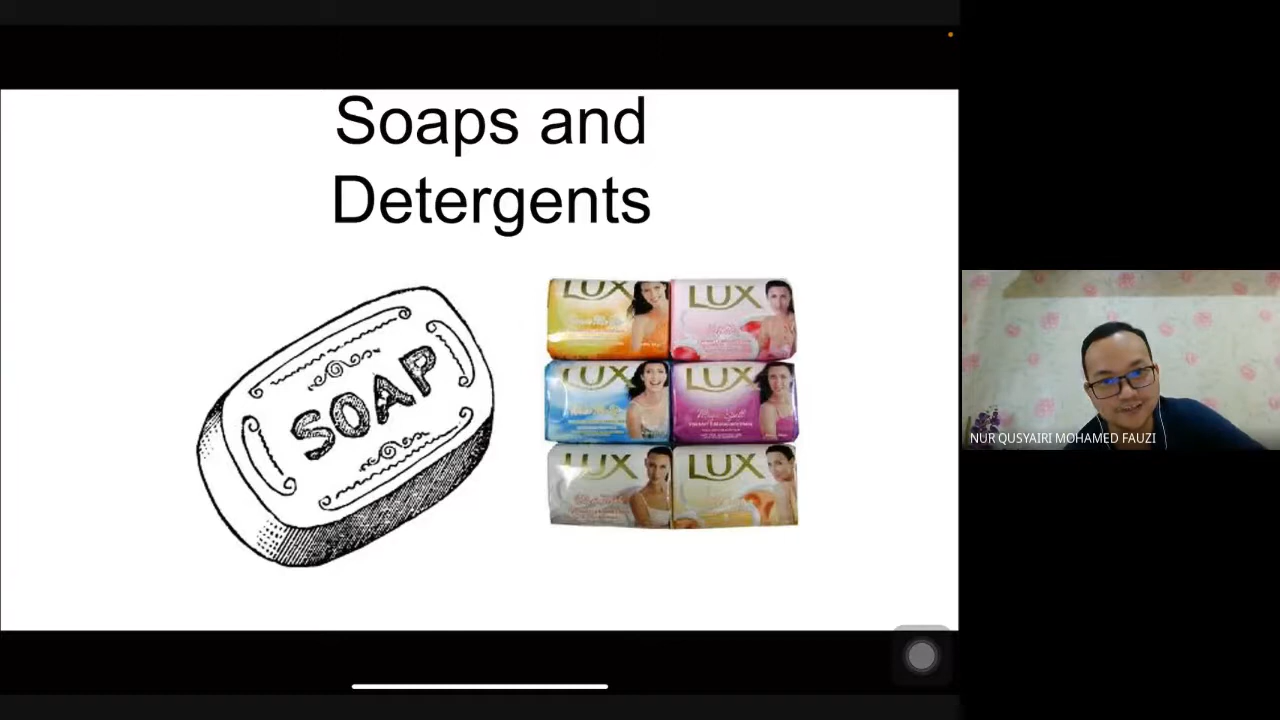 Soaps and
Detergents
SOAP
LUX
LUX
LUX
LUX
LUX
LUX
NUR QUSYAIRI MOHAMED FAUZI